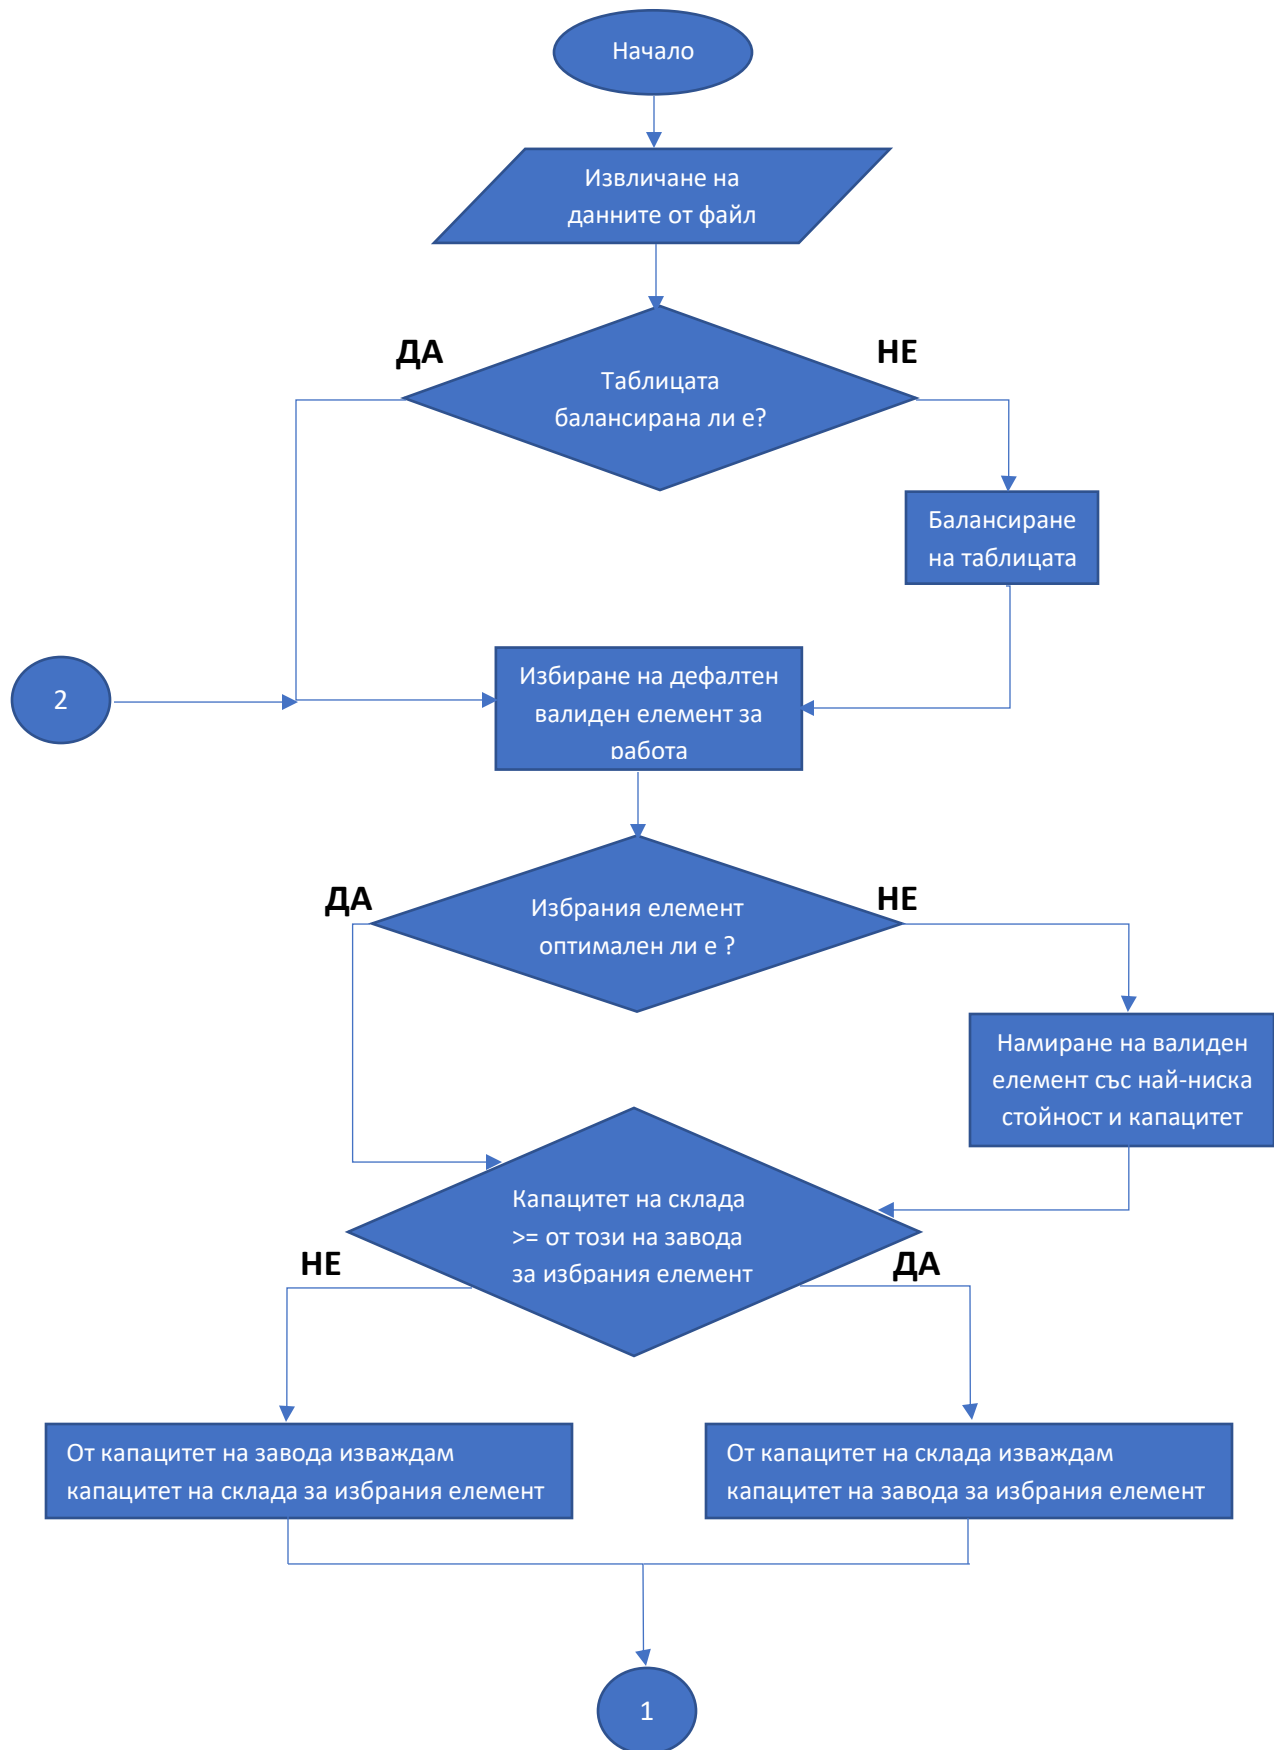 Начало
Извличане на
данните от файл
ДА
НЕ
Таблицата
балансирана ли е?
Балансиране
на таблицата
2
Избиране на дефалтен
валиден елемент за
работа
ДА
НЕ
Избрания елемент
оптимален ли е ?
Намиране на валиден
елемент със най-ниска
стойност и капацитет
Капацитет на склада
>= от този на завода
за избрания елемент
НЕ
ДА
От капацитет на завода изваждам
капацитет на склада за избрания елемент
От капацитет на склада изваждам
капацитет на завода за избрания елемент
1